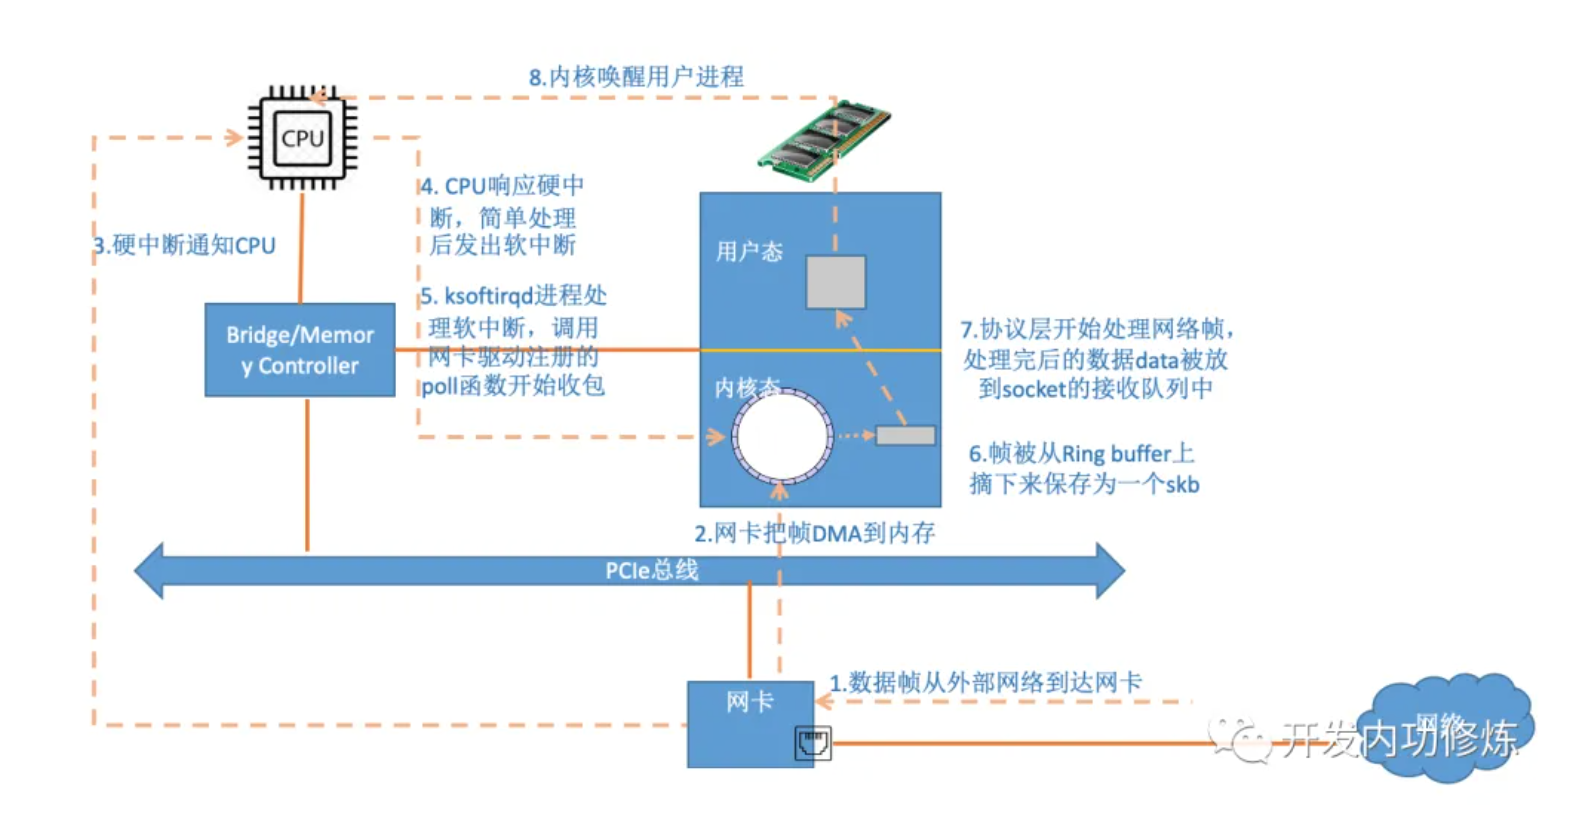 8.内核唤醒用户进程
CPU
4. CPU响应硬中
断，简单处理
后发出软中断
3.硬中断通知CPU
用户态
5. ksoftirqd进程处
理软中断，调用
网卡驱动注册的
poll函数开始收包
Bridge/Memor
y Controller
7.协议层开始处理网络帧，
处理完后的数据data被放
到socket的接收队列中
内核态
6.帧被从Ring buffer上
摘下来保存为一个skb
2.网卡把帧DMA到内存
PCIe总线
1.数据帧从外部网络到达网卡
网卡
网络
开发内功修炼